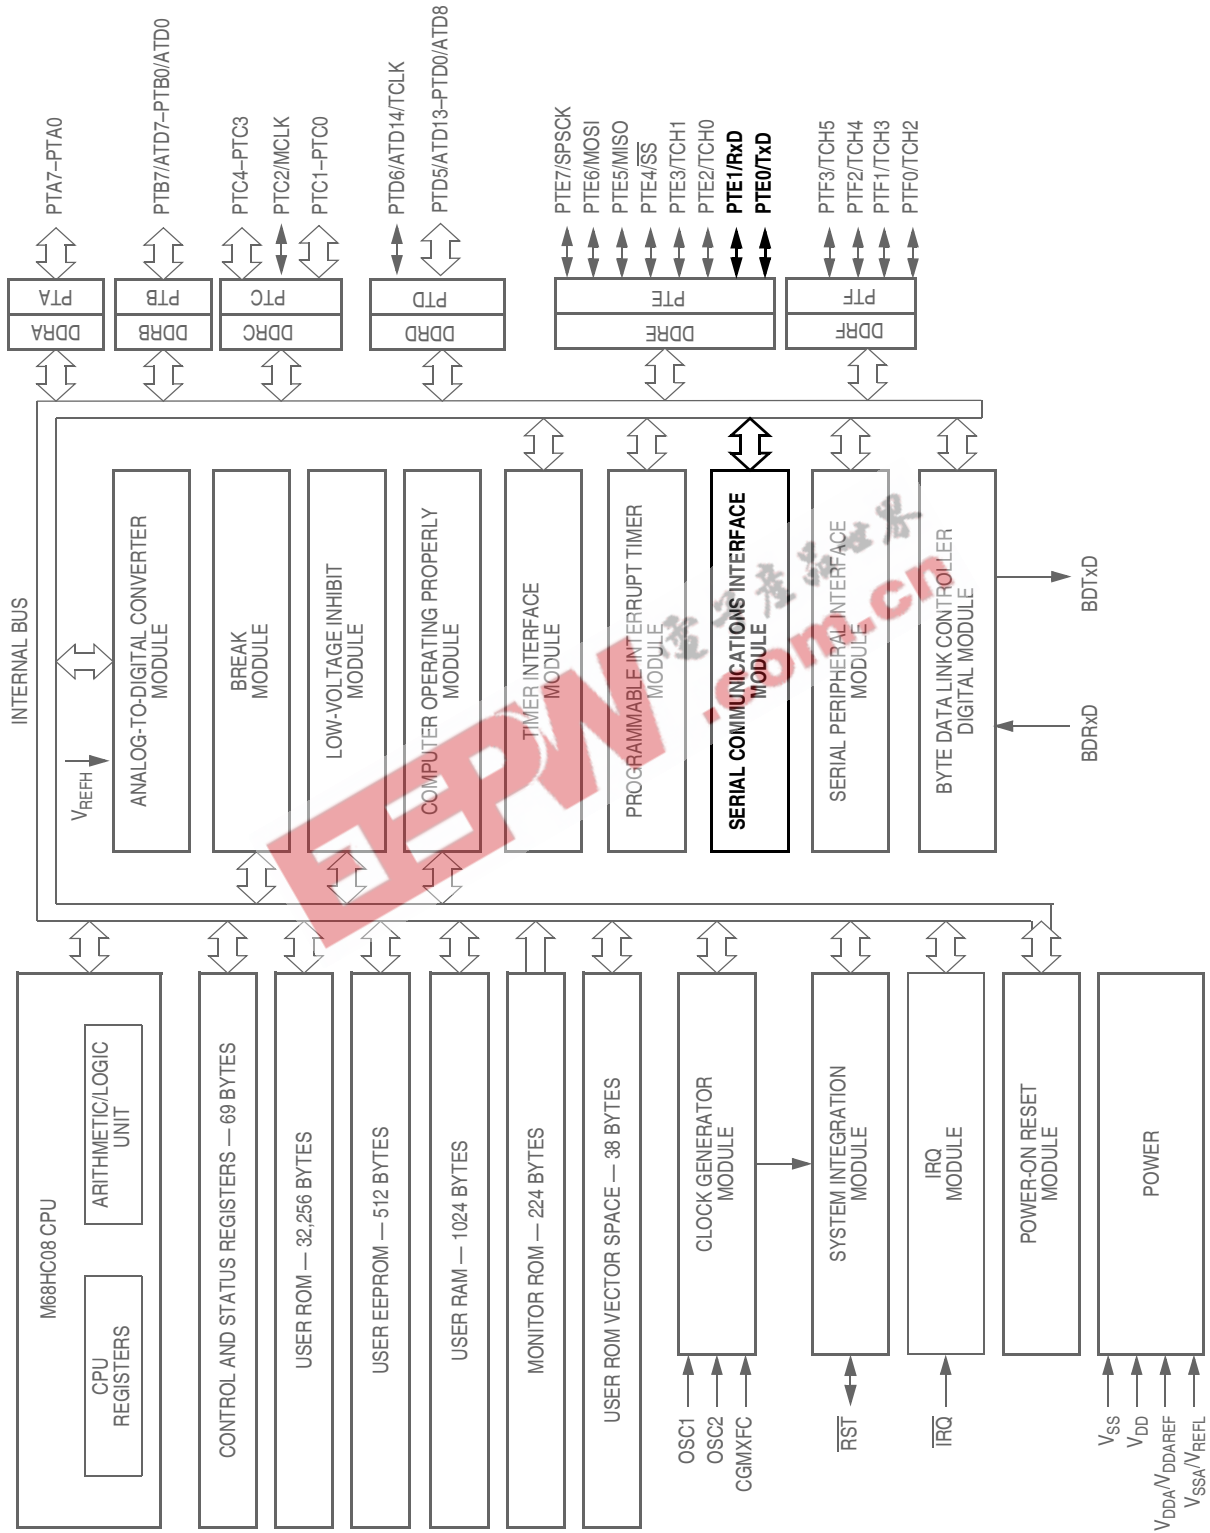 INTERNAL BUS
M68HC08 CPU
CPU
REGISTERS
ARITHMETIC/LOGIC
UNIT
CONTROL AND STATUS REGISTERS — 69 BYTES
USER ROM — 32,256 BYTES
USER EEPROM — 512 BYTES
USER RAM — 1024 BYTES
MONITOR ROM — 224 BYTES
USER ROM VECTOR SPACE — 38 BYTES
OSC1
OSC2
CGMXFC
CLOCK GENERATOR
MODULE
RST
SYSTEM INTEGRATION
MODULE
IRQ
IRQ
MODULE
POWER-ON RESET
MODULE
VSS
VDD
VDDA/VDDAREF
VSSA/VREFL
POWER
VREFH
ANALOG-TO-DIGITAL CONVERTER
MODULE
BREAK
MODULE
LOW-VOLTAGE INHIBIT
MODULE
COMPUTER OPERATING PROPERLY
MODULE
TIMER INTERFACE
MODULE
PROGRAMMABLE INTERRUPT TIMER
MODULE
SERIAL COMMUNICATIONS INTERFACE
MODULE
SERIAL PERIPHERAL INTERFACE
MODULE
BYTE DATA LINK CONTROLLER
DIGITAL MODULE
BDRxD
BDTxD
DDRA
PTA
PTA7–PTA0
DDRB
PTB
PTB7/ATD7–PTB0/ATD0
DDRC
PTC
PTC4–PTC3
PTC2/MCLK
PTC1–PTC0
DDRD
PTD
PTD6/ATD14/TCLK
PTD5/ATD13–PTD0/ATD8
DDRE
PTE
PTE7/SPSCK
PTE6/MOSI
PTE5/MISO
PTE4/SS
PTE3/TCH1
PTE2/TCH0
PTE1/RxD
PTE0/TxD
DDRF
PTF
PTF3/TCH5
PTF2/TCH4
PTF1/TCH3
PTF0/TCH2
EEPW
.com.cn
電子產品世界